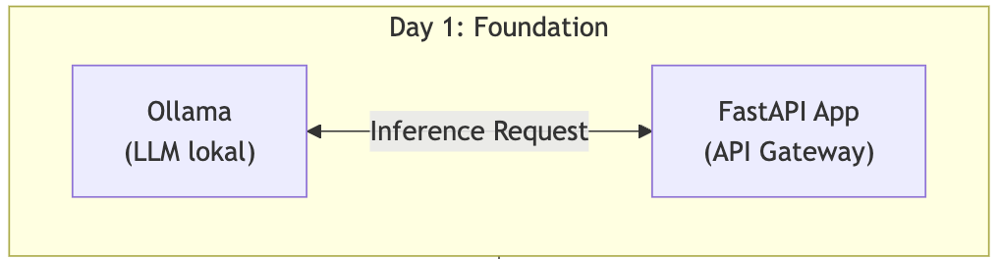 Day 1: Foundation
Ollama
(LLM lokal)
Inference Request
FastAPI App
(API Gateway)